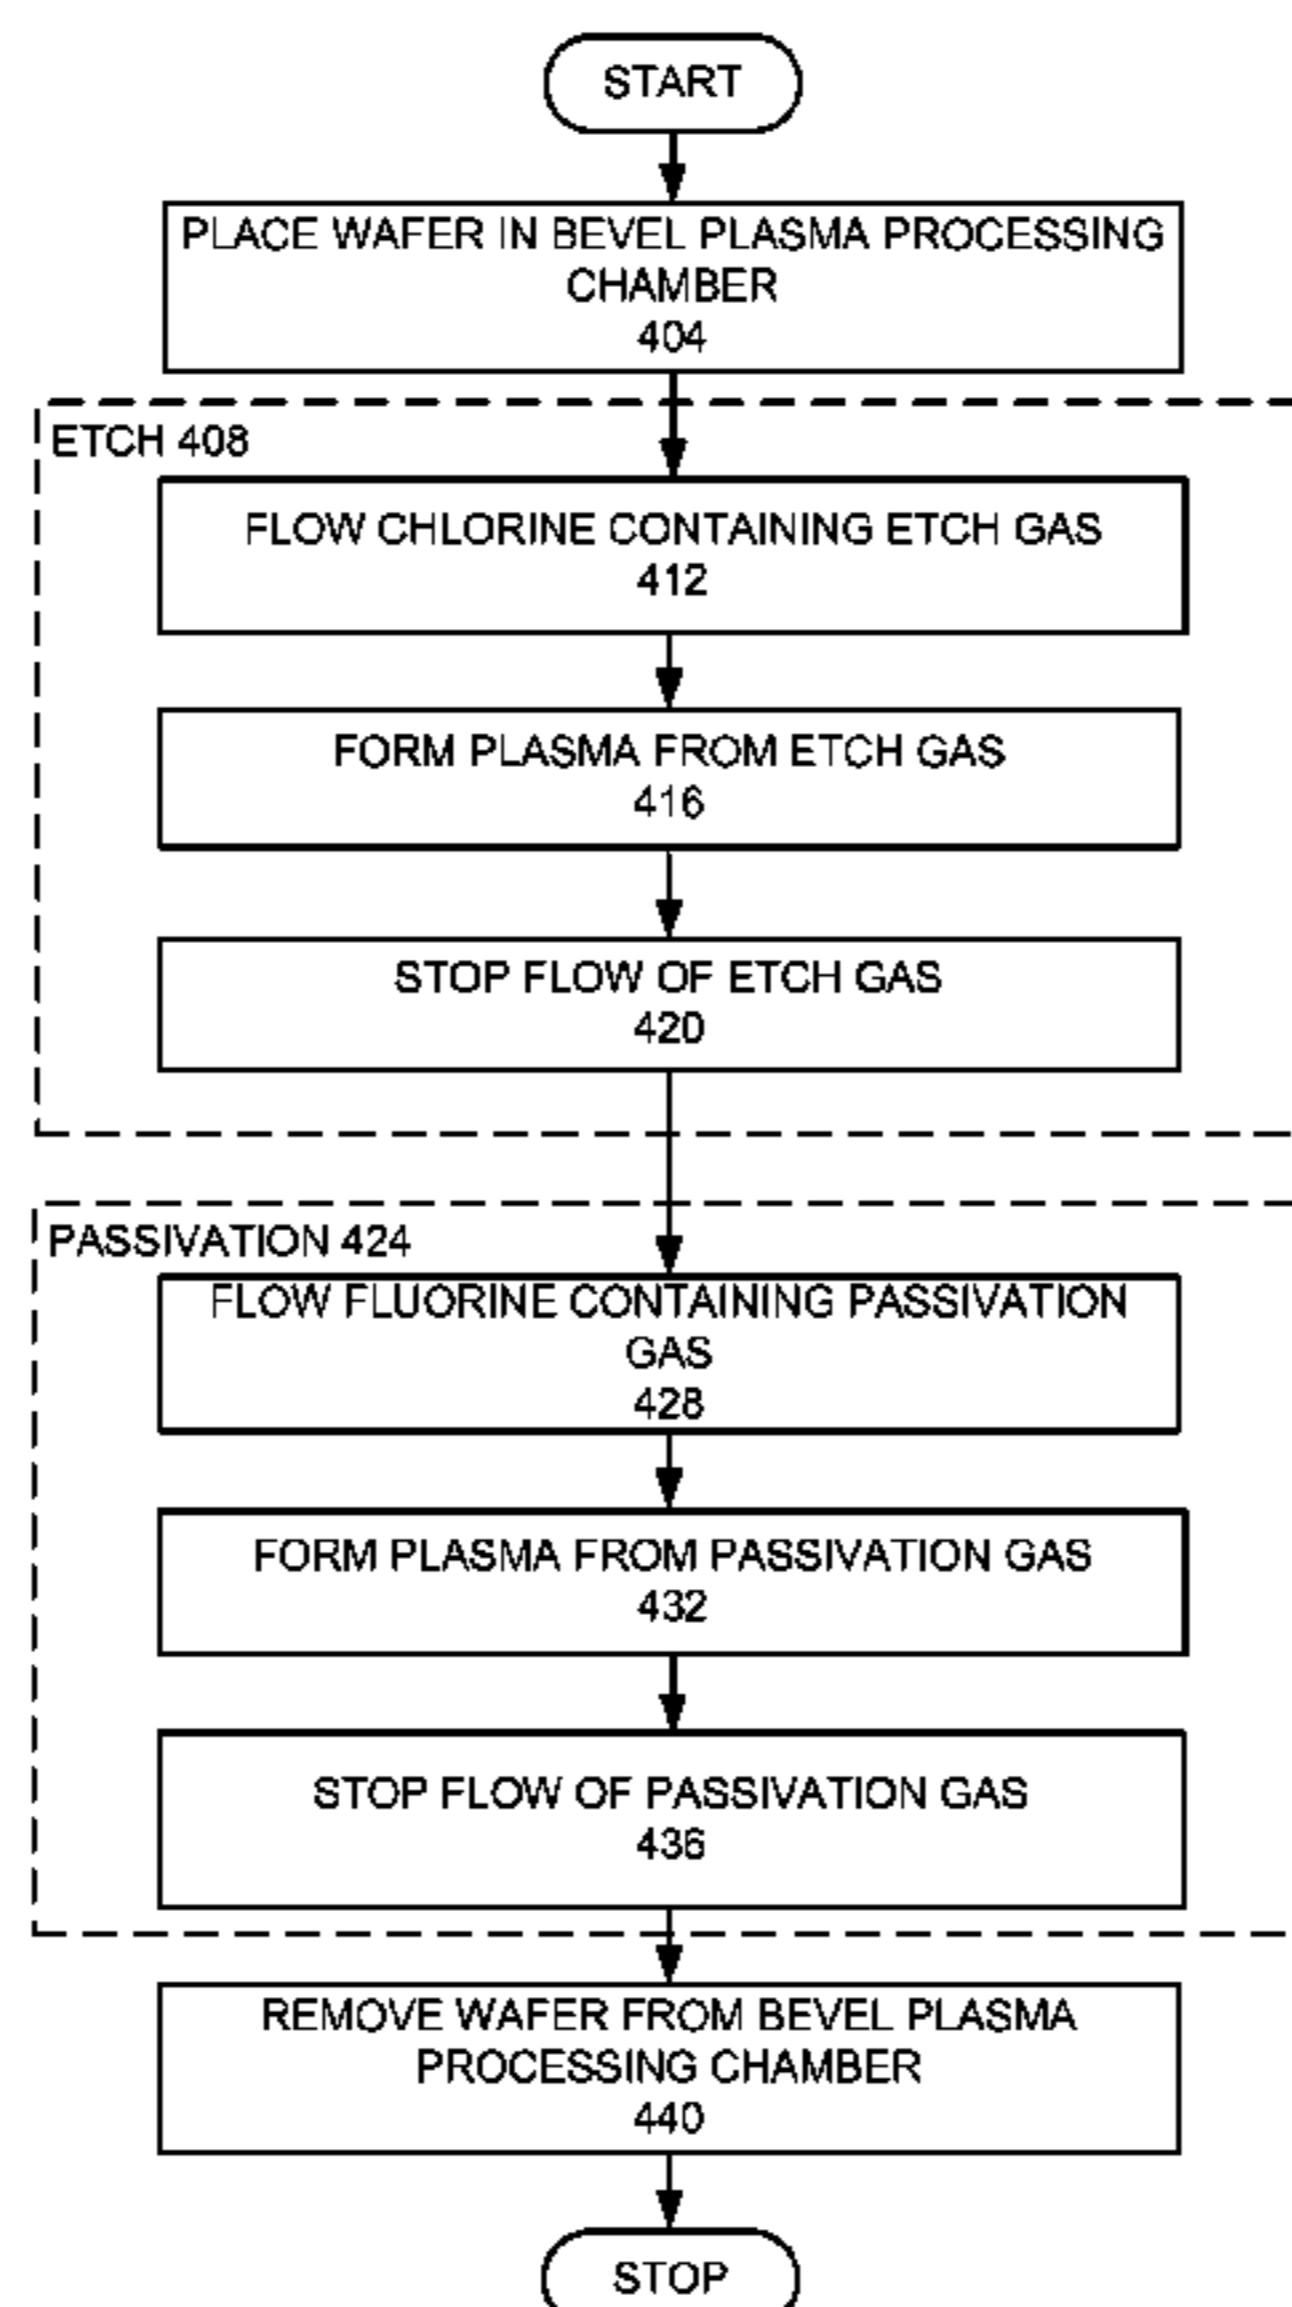 START
PLACE WAFER IN BEVEL PLASMA PROCESSING
CHAMBER
404
ETCH 408
FLOW CHLORINE CONTAINING ETCH GAS
412
FORM PLASMA FROM ETCH GAS
416
STOP FLOW OF ETCH GAS
420
PASSIVATION 424
FLOW FLUORINE CONTAINING PASSIVATION
GAS
428
FORM PLASMA FROM PASSIVATION GAS
432
STOP FLOW OF PASSIVATION GAS
436
REMOVE WAFER FROM BEVEL PLASMA
PROCESSING CHAMBER
440
STOP